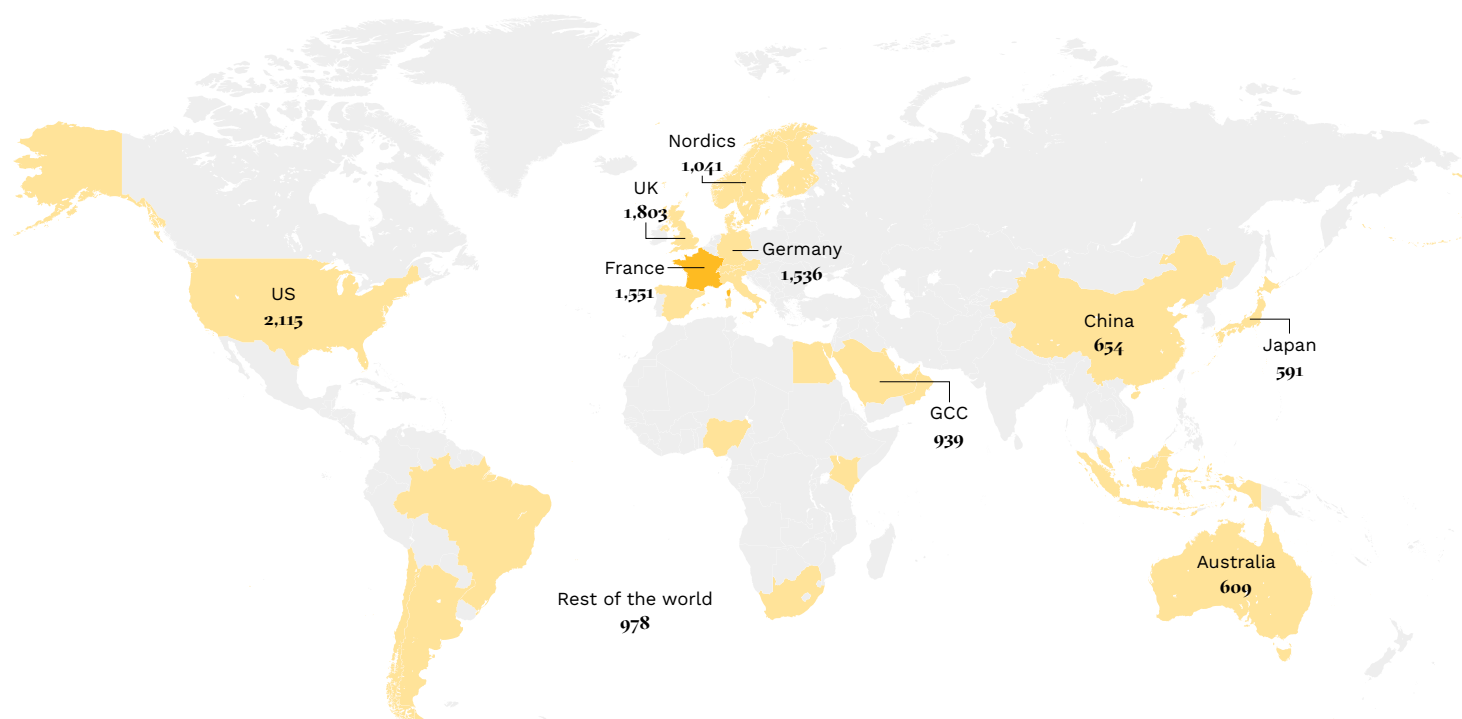 Nordics
1,041
UK
1,803
Germany
1,536
France
1,551
US
2,115
China
654
Japan
591
GCC
939
Australia
609
Rest of the world
978